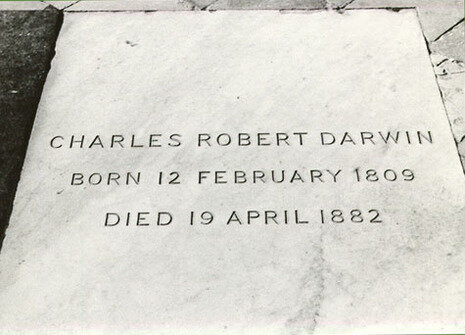 CHARLES ROBERT DARWIN
BORN 12 FEBRUARY 1809
DIED 19 APRIL 1882